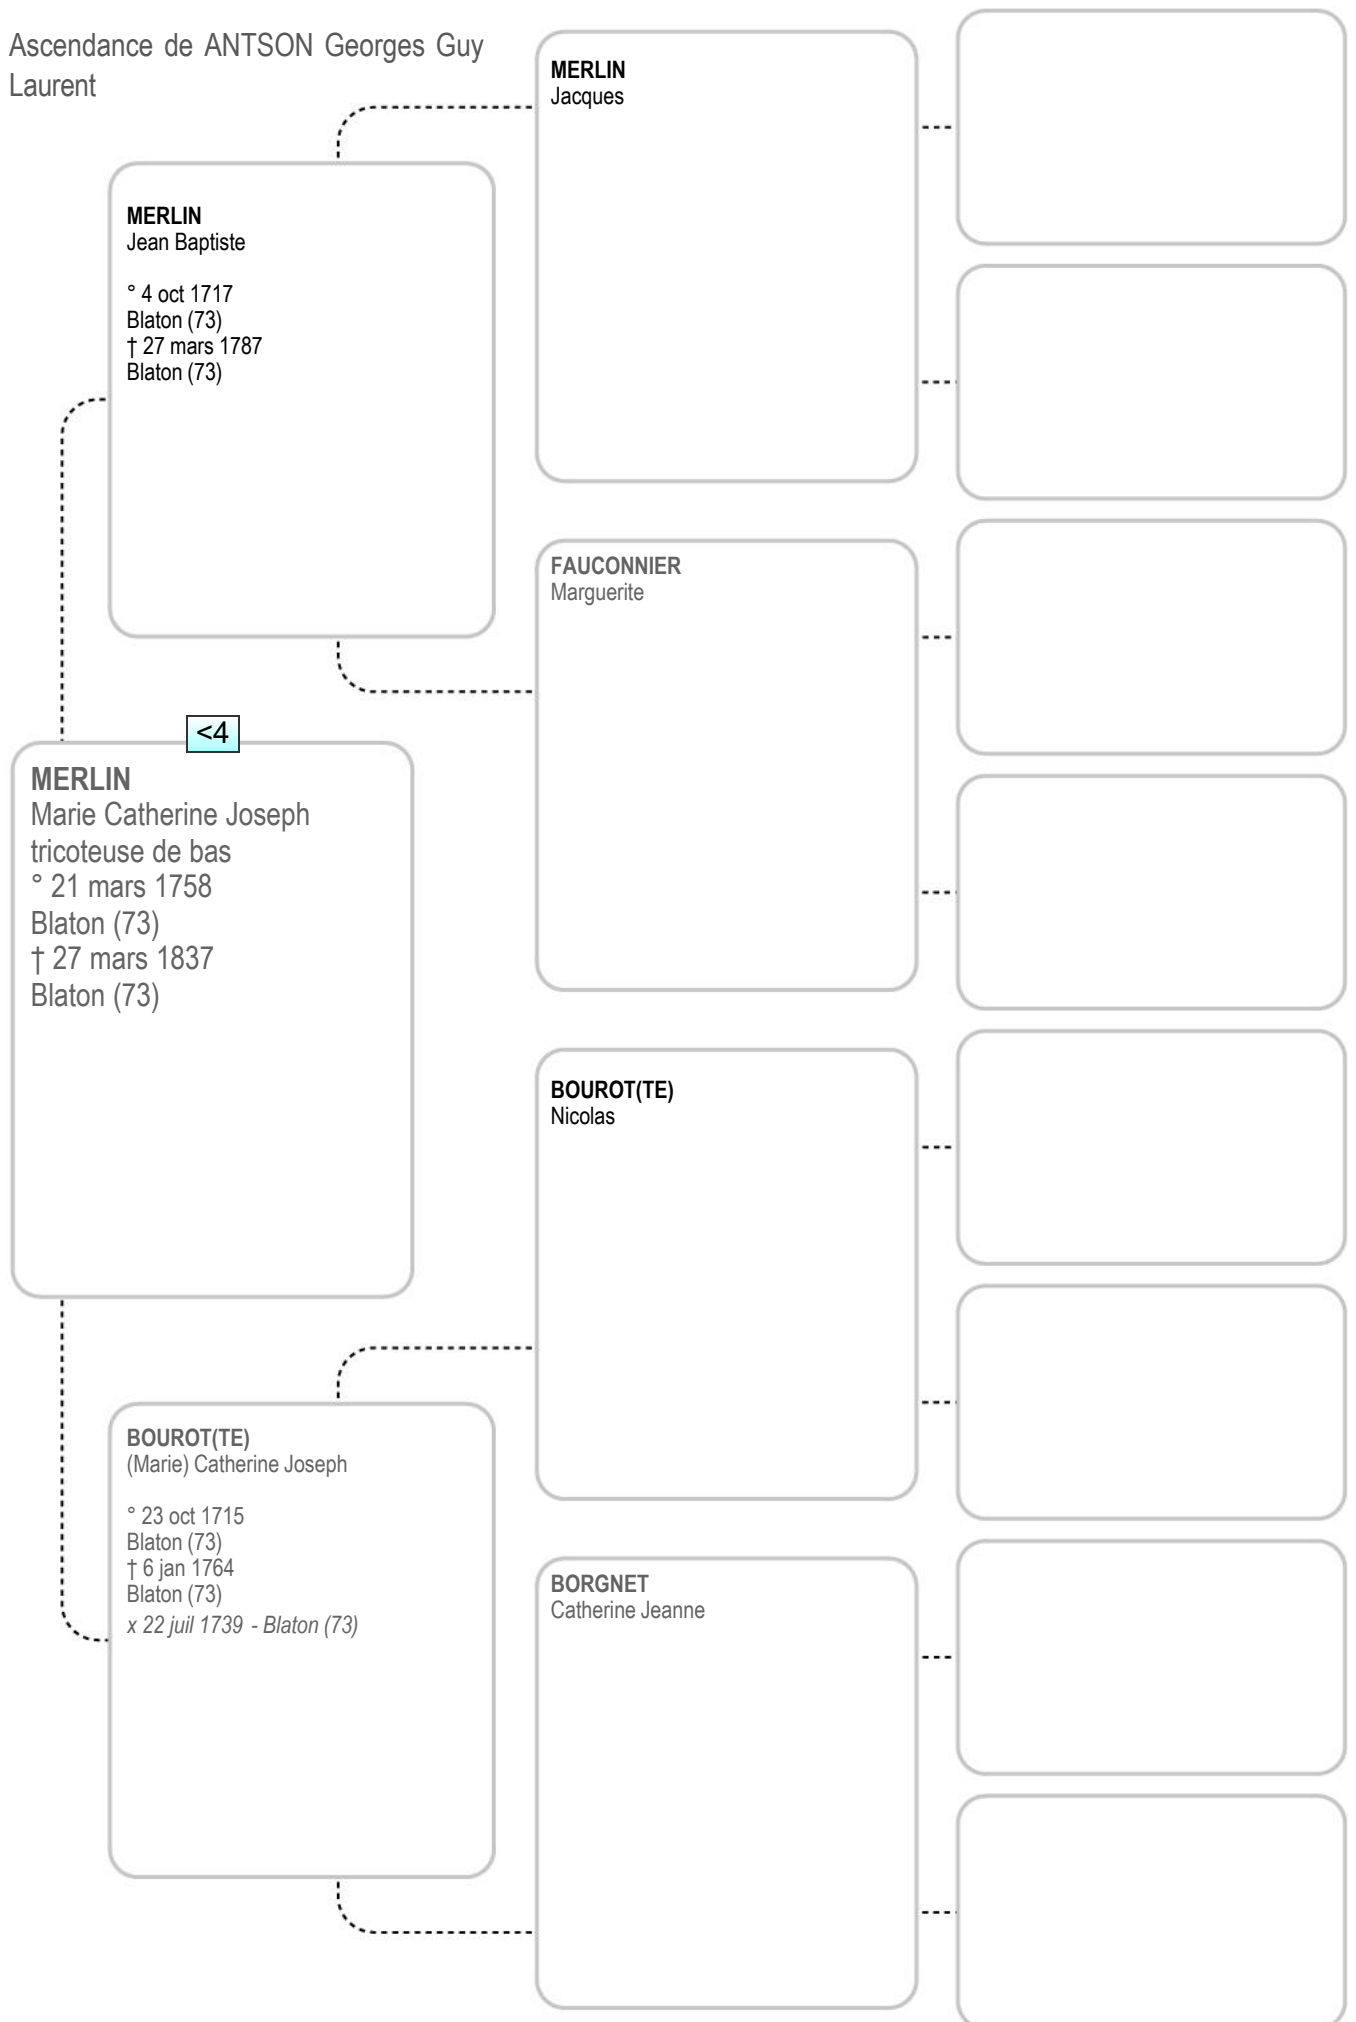 Ascendance de ANTSON Georges Guy
Laurent
MERLIN
Jacques
MERLIN
Jean Baptiste
° 4 oct 1717
Blaton (73)
† 27 mars 1787
Blaton (73)
FAUCONNIER
Marguerite
<4
MERLIN
Marie Catherine Joseph
tricoteuse de bas
° 21 mars 1758
Blaton (73)
† 27 mars 1837
Blaton (73)
BOUROT(TE)
Nicolas
BOUROT(TE)
(Marie) Catherine Joseph
° 23 oct 1715
Blaton (73)
† 6 jan 1764
Blaton (73)
x 22 juil 1739 - Blaton (73)
BORGNET
Catherine Jeanne